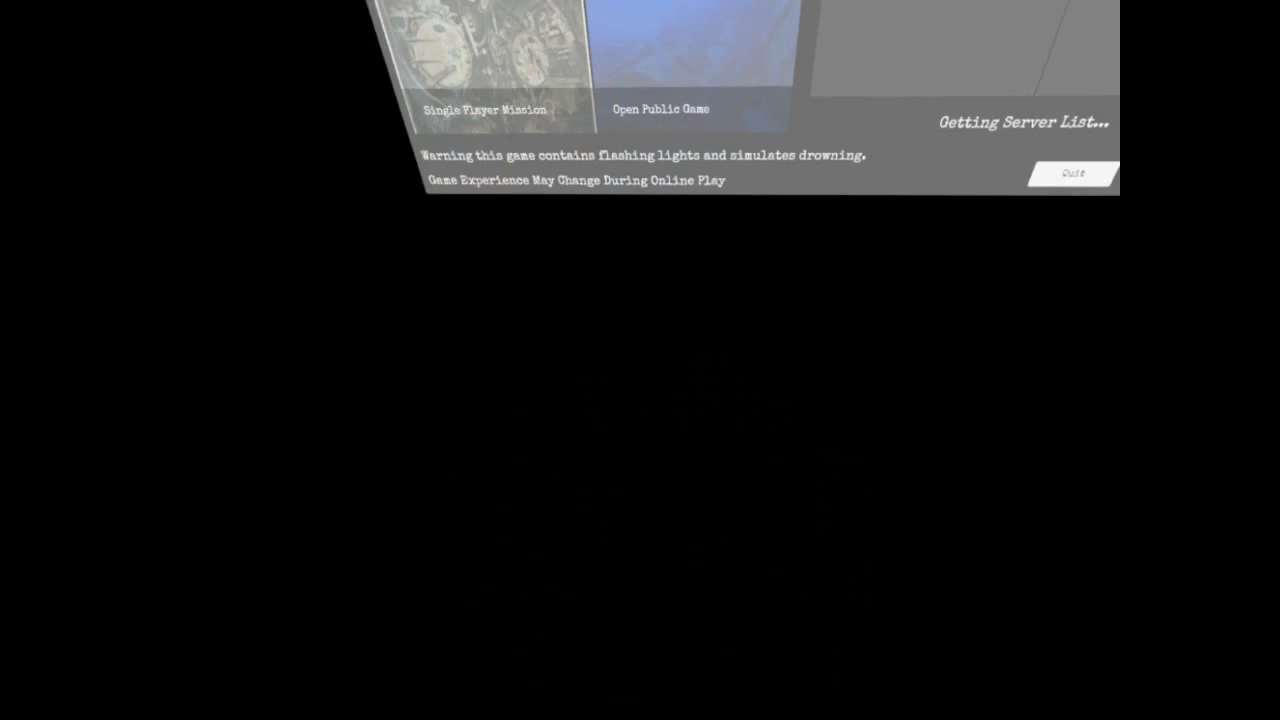 Single Player Mission
Open Public Game
Getting Server List...
Warning this game contains flashing lights and simulates drowning.
Quit
Game Experience May Change During Online Play